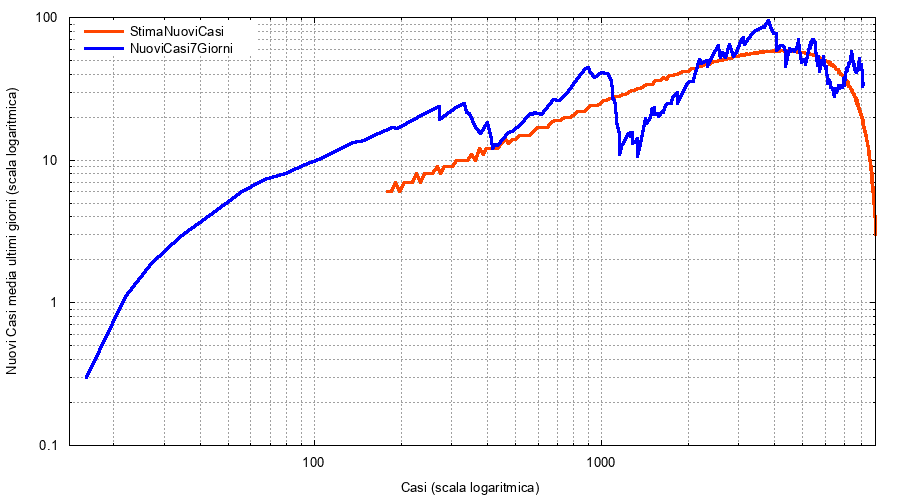 100
StimaNuoviCasi
NuoviCasi7Giorni
10
1
0.1
Nuovi Casi media ultimi giorni (scala logaritmica)
100
1000
Casi (scala logaritmica)